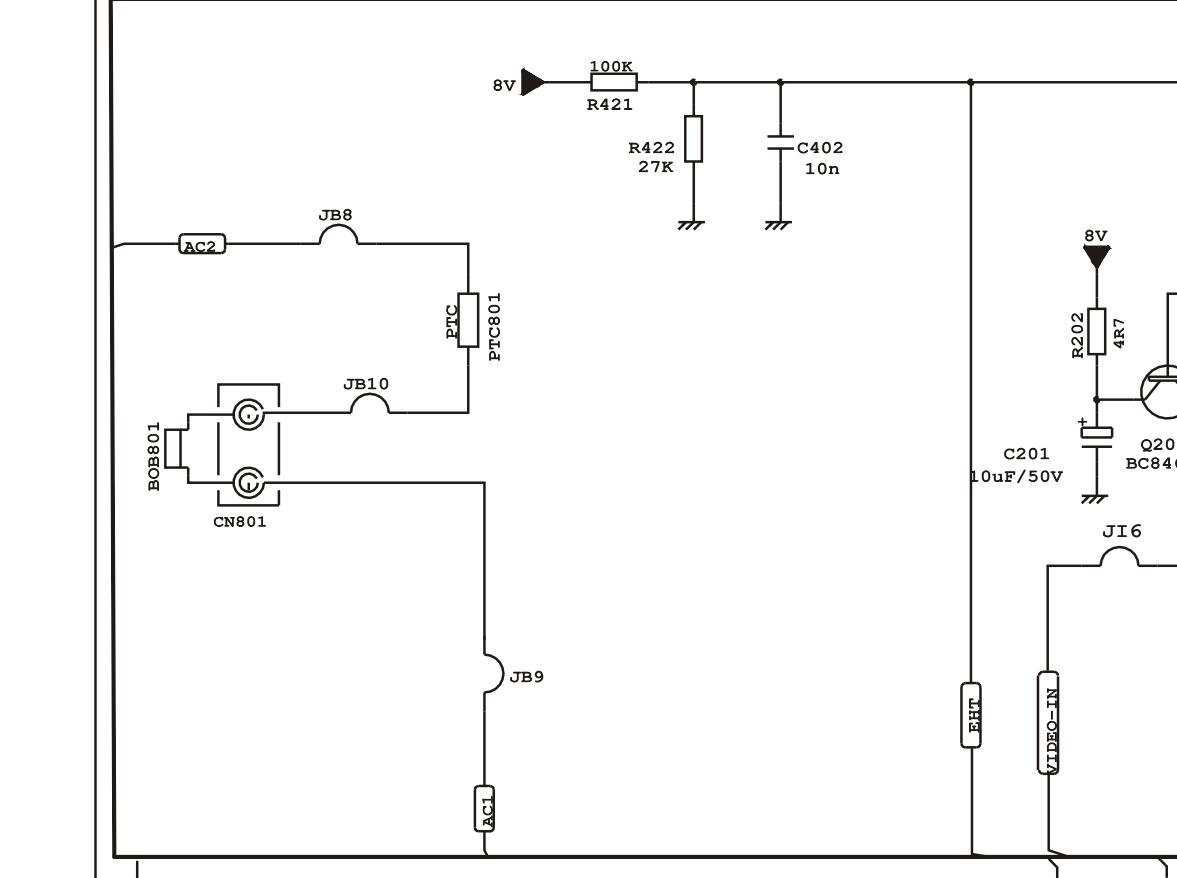 100K
8V
R421
R422
27K
C402
10n
JB8
AC2
8V
PTC
PTC801
R202
4R7
JB10
BOB801
CN801
+
C201
10uF/50V
Q20
BC84
JI6
JB9
EHT
VIDEO-IN
AC1